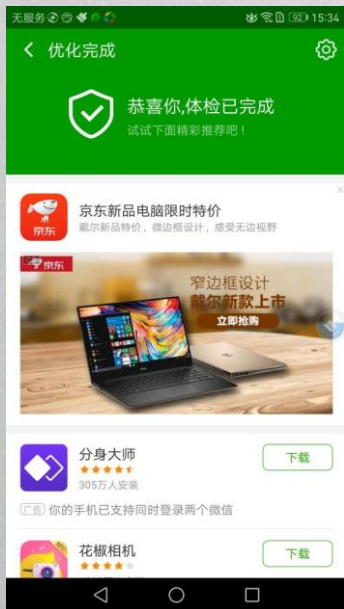 无服务
92 15:34
优化完成
恭喜你,体检已完成
试试下面精彩推荐吧!
京东新品电脑限时特价
戴尔新品特价,微边框设计,感受无边视野
京东
京东
窄边框设计
戴尔新款上市
立即抢购
分身大师
305万人安装
下载
广告 你的手机已支持同时登录两个微信
花椒相机
下载